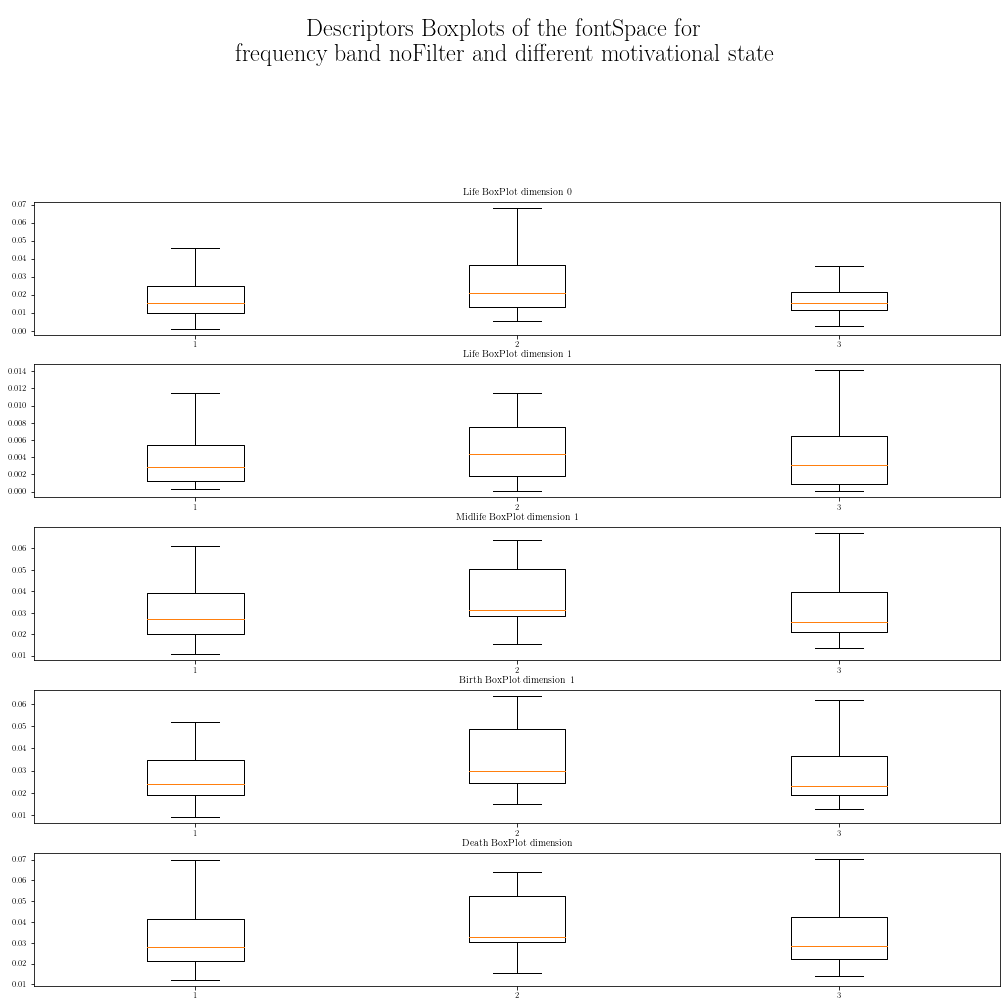 Descriptors Boxplots of the fontSpace for
frequency band noFilter and different motivational state
Life BoxPlot dimension 0
0.07
0.06
0.05
0.04
0.03
0.02
0.01
0.00
1 2 3
Life BoxPlot dimension 1
0.014
0.012
0.010
0.008
0.006
0.004
0.002
0.000
1 2 3
Midlife BoxPlot dimension 1
0.06
0.05
0.04
0.03
0.02
0.01
1 2 3
Birth BoxPlot dimension 1
0.06
0.05
0.04
0.03
0.02
0.01
1 2 3
Death BoxPlot dimension
0.07
0.06
0.05
0.04
0.03
0.02
0.01
1 2 3